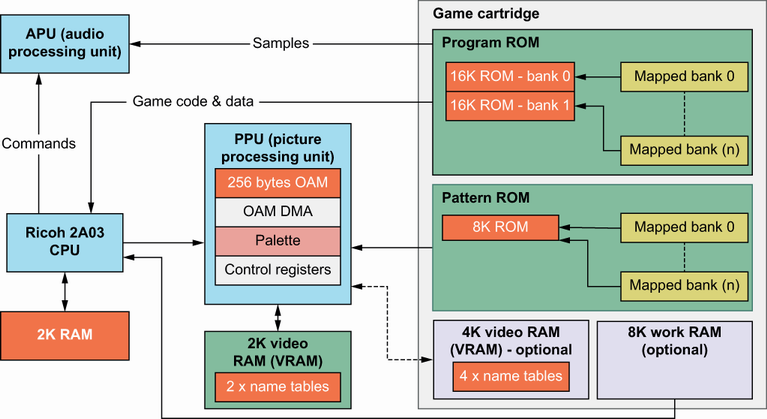 APU (audio
processing unit)
Samples
Game cartridge
Program ROM
16K ROM - bank 0
16K ROM - bank 1
Mapped bank 0
Mapped bank (n)
Game code & data
Commands
PPU (picture
processing unit)
256 bytes OAM
OAM DMA
Palette
Control registers
Pattern ROM
8K ROM
Mapped bank 0
Mapped bank (n)
Ricoh 2A03
CPU
2K RAM
2K video
RAM (VRAM)
2 x name tables
4K video RAM
(VRAM) - optional
4 x name tables
8K work RAM
(optional)